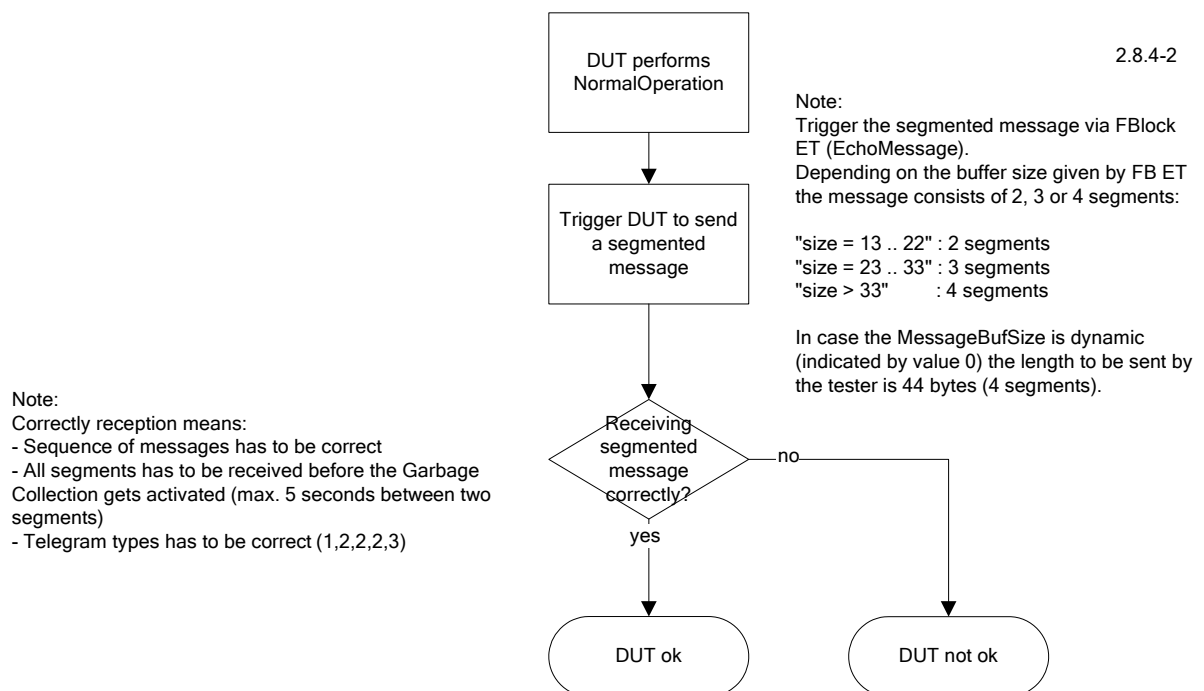 DUT performs
NormalOperation
2.8.4-2
Note:
Trigger the segmented message via FBlock
ET (EchoMessage).
Depending on the buffer size given by FB ET
the message consists of 2, 3 or 4 segments:
"size = 13 .. 22" : 2 segments
"size = 23 .. 33" : 3 segments
"size > 33" : 4 segments
In case the MessageBufSize is dynamic
(indicated by value 0) the length to be sent by
the tester is 44 bytes (4 segments).
Trigger DUT to send
a segmented
message
Note:
Correctly reception means:
- Sequence of messages has to be correct
- All segments has to be received before the Garbage
Collection gets activated (max. 5 seconds between two
segments)
- Telegram types has to be correct (1,2,2,2,3)
Receiving
segmented
message
correctly?
no
yes
DUT ok
DUT not ok